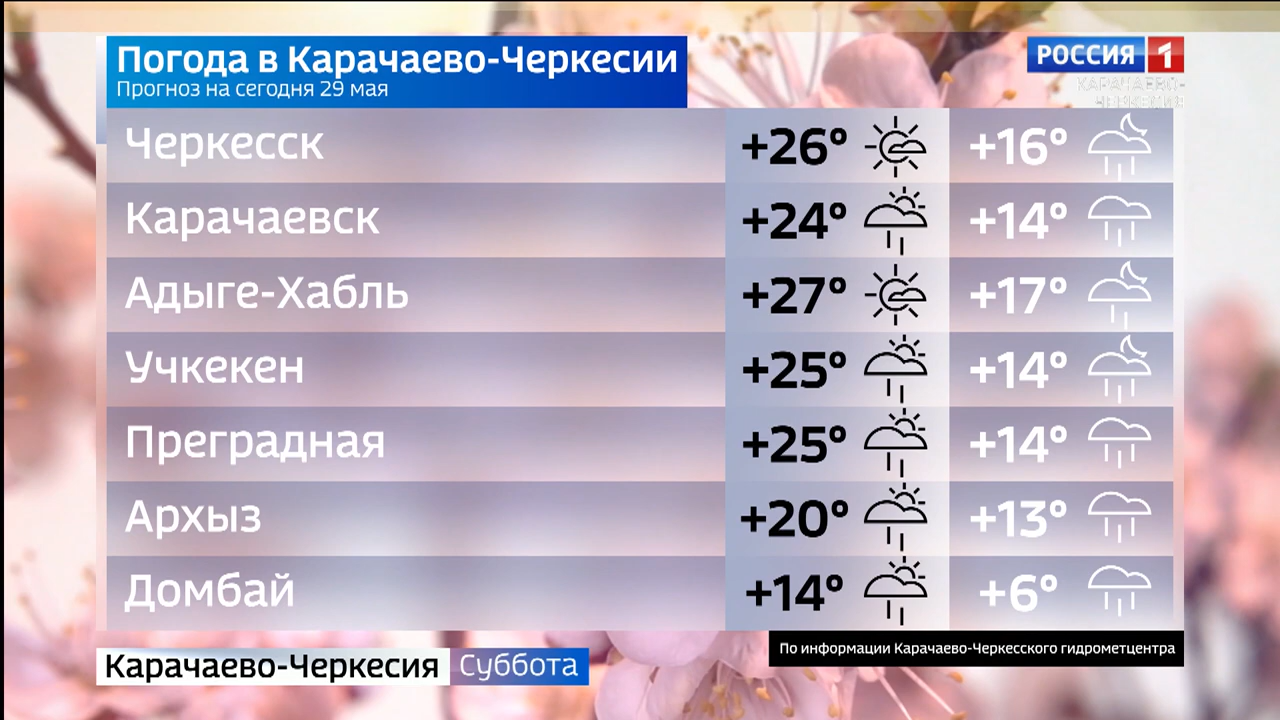 Погода в Карачаево-Черкесии
Прогноз на сегодня 29 мая
РОССИЯ 1
КАРАЧАЕВО-
ЧЕРКЕСИЯ
Черкесск +26° +16°
Карачаевск +24° +14°
Адыге-Хабль +27° +17°
Учкекен +25° +14°
Преградная +25° +14°
Архыз +20° +13°
Домбай +14° +6°
По информации Карачаево-Черкесского гидрометцентра
Карачаево-Черкесия Суббота